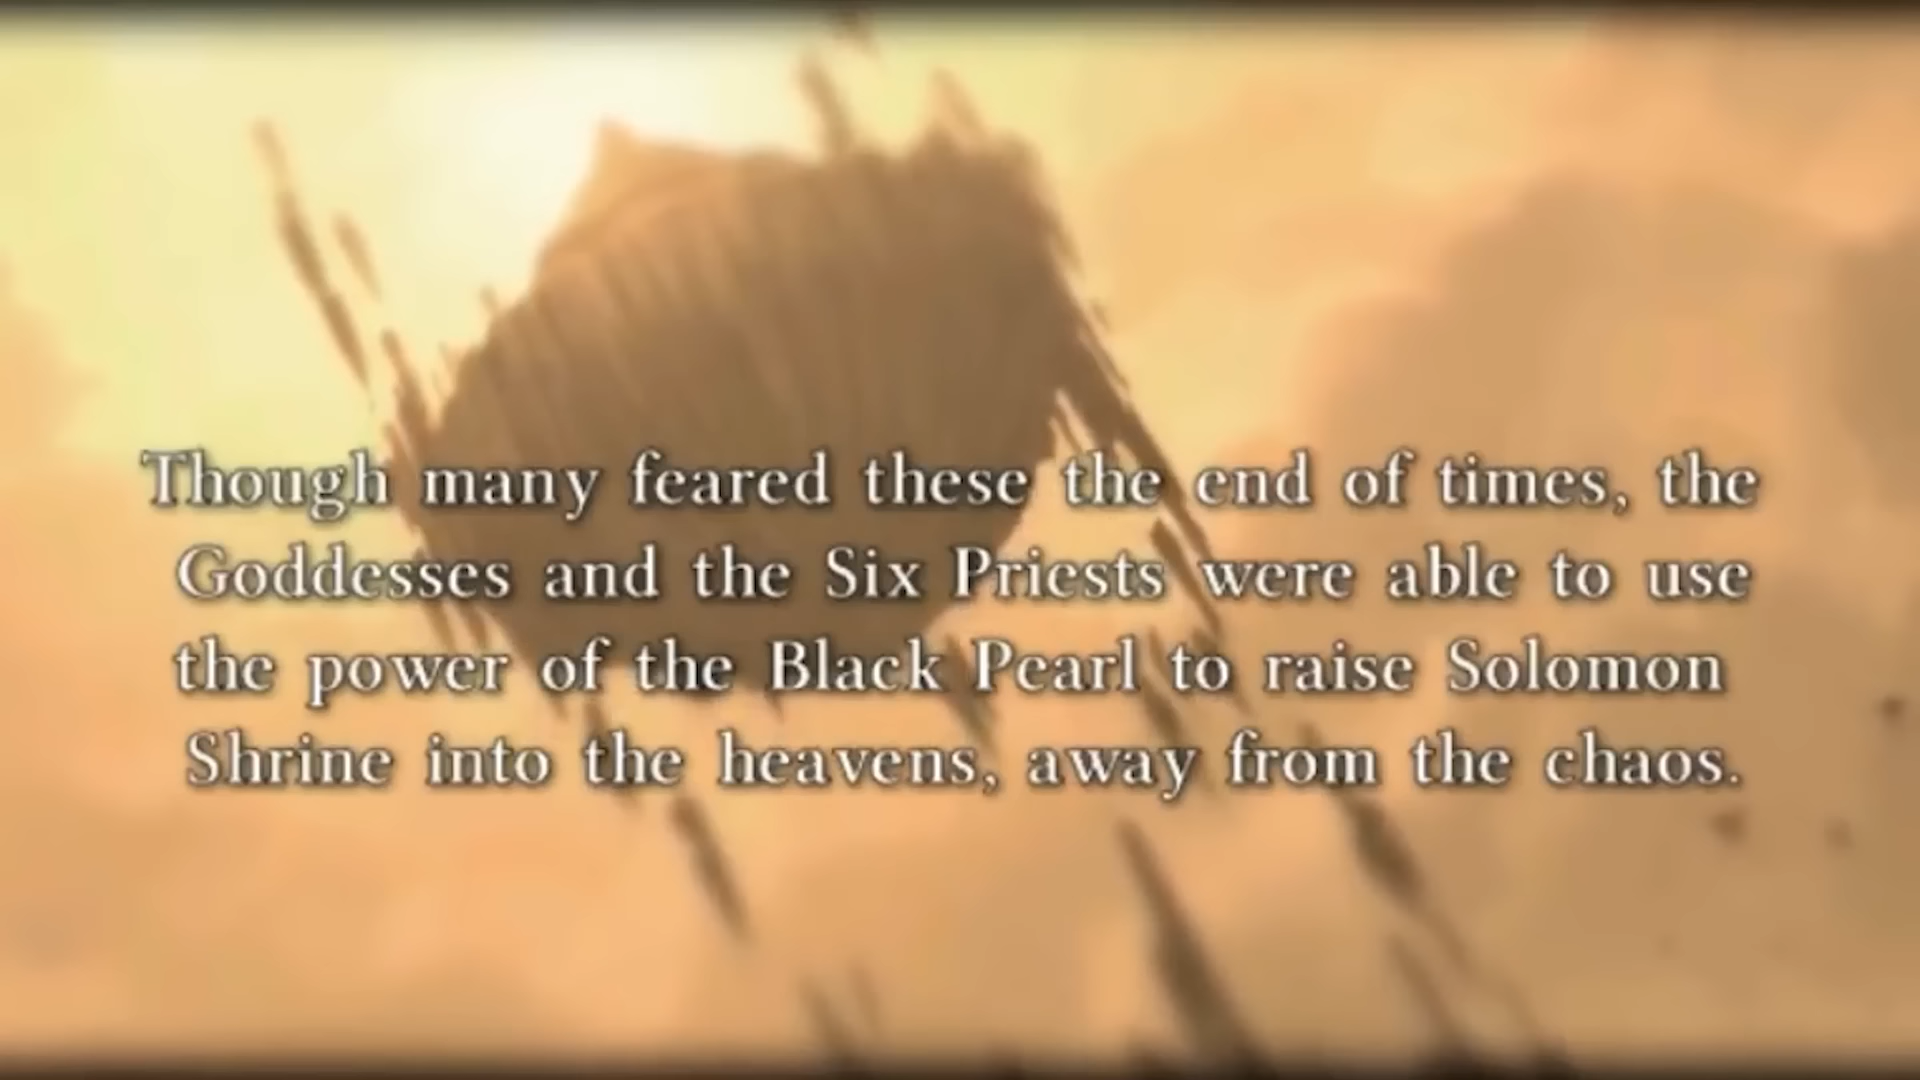 Though many feared these the end of times, the
Goddesses and the Six Priests were able to use
the power of the Black Pearl to raise Solomon
Shrine into the heavens, away from the chaos.